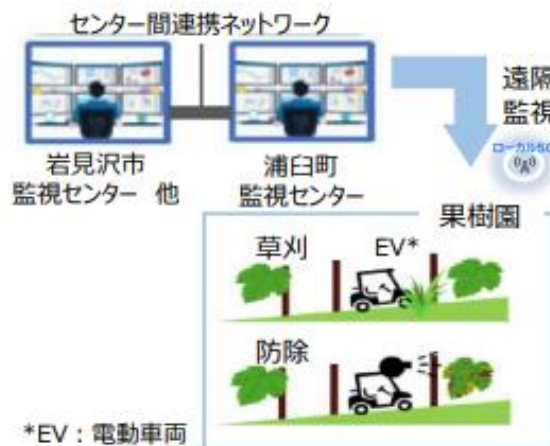 センター間連携ネットワーク
岩見沢市
監視センター 他
浦臼町
監視センター
遠隔
監視
果樹園
草刈
EV*
防除
*EV：電動車両